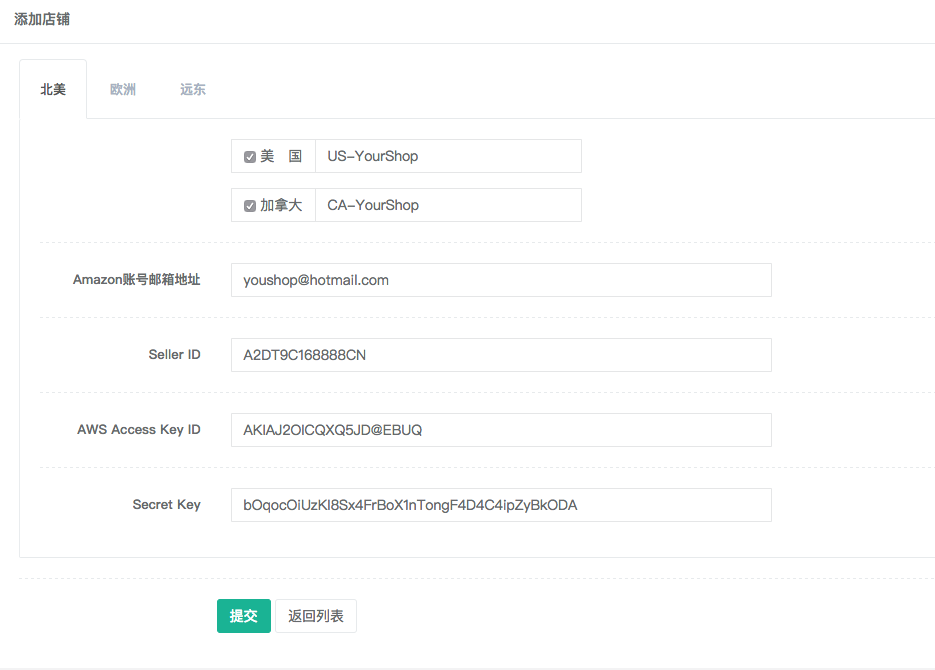 添加店铺
北美 欧洲 远东
美 国 US-YourShop
加拿大 CA-YourShop
Amazon账号邮箱地址 youshop@hotmail.com
Seller ID A2DT9C168888CN
AWS Access Key ID AKIAJ2OICQXQ5JD@EBUQ
Secret Key bOqocOiUzKI8Sx4FrBoX1nTongF4D4C4ipZyBkODA
提交 返回列表